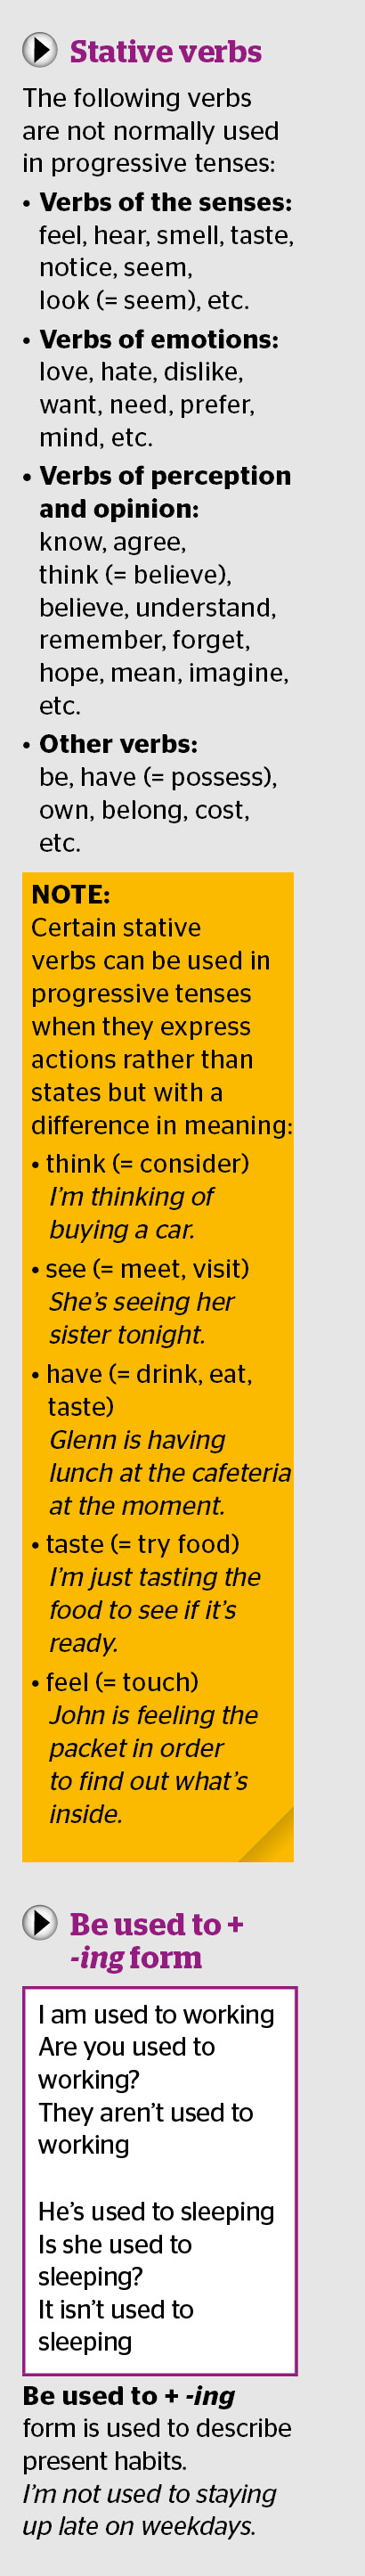 Stative verbs
The following verbs
are not normally used
in progressive tenses:
• Verbs of the senses:
feel, hear, smell, taste,
notice, seem,
look (= seem), etc.
• Verbs of emotions:
love, hate, dislike,
want, need, prefer,
mind, etc.
• Verbs of perception
and opinion:
know, agree,
think (= believe),
believe, understand,
remember, forget,
hope, mean, imagine,
etc.
• Other verbs:
be, have (= possess),
own, belong, cost,
etc.
NOTE:
Certain stative
verbs can be used in
progressive tenses
when they express
actions rather than
states but with a
difference in meaning:
• think (= consider)
I'm thinking of
buying a car.
• see (= meet, visit)
She's seeing her
sister tonight.
• have (= drink, eat,
taste)
Glenn is having
lunch at the cafeteria
at the moment.
• taste (= try food)
I'm just tasting the
food to see if it's
ready.
• feel (= touch)
John is feeling the
packet in order
to find out what's
inside.
Be used to +
-ing form
I am used to working
Are you used to
working?
They aren't used to
working
He's used to sleeping
Is she used to
sleeping?
It isn't used to
sleeping
Be used to + -ing
form is used to describe
present habits.
I'm not used to staying
up late on weekdays.